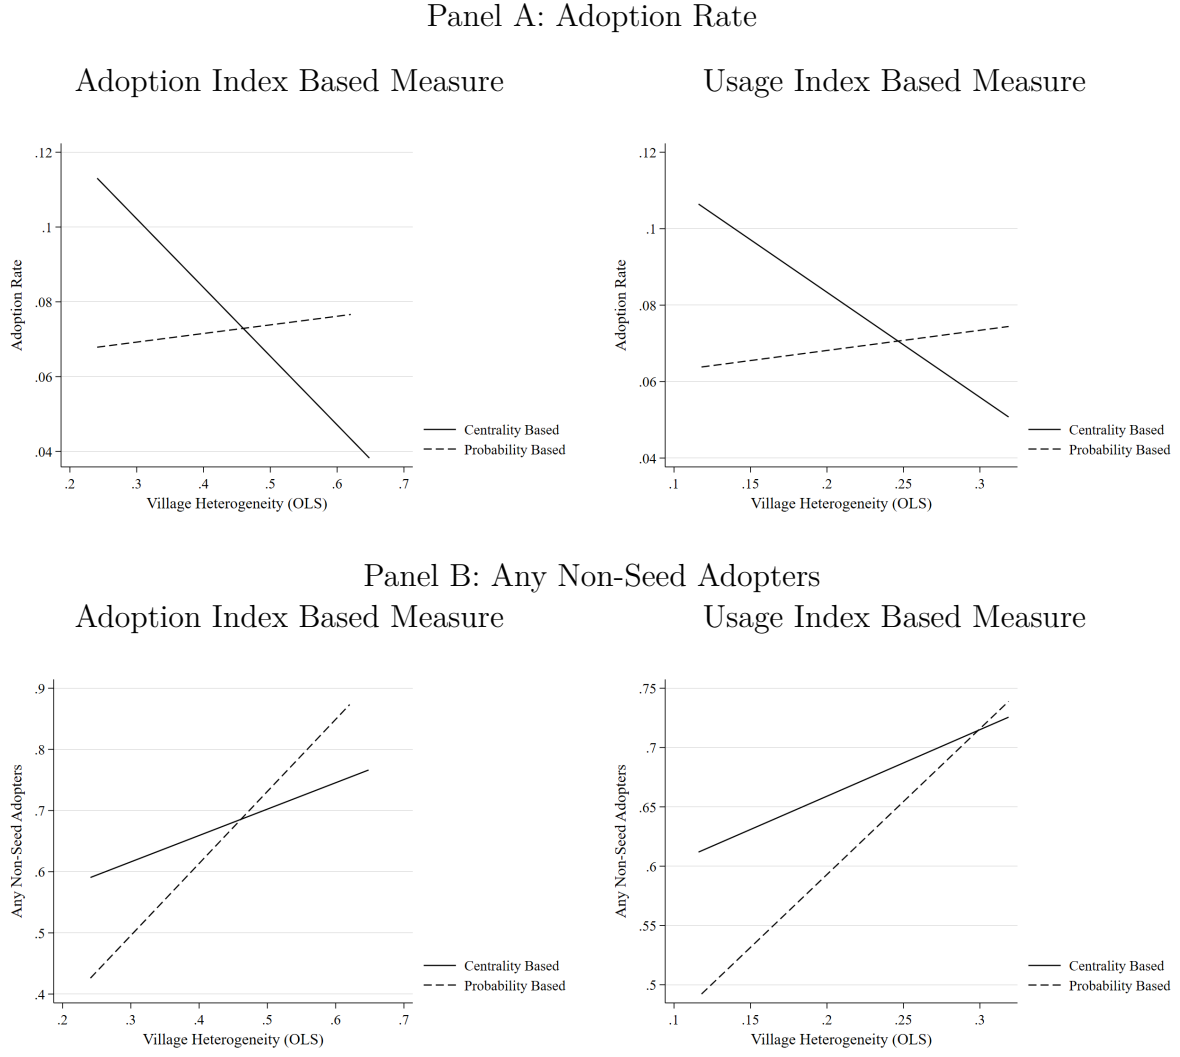 Panel A: Adoption Rate
Adoption Index Based Measure
.12
.1
.08
.06
.04
Adoption Rate
.2 .3 .4 .5 .6 .7
Village Heterogeneity (OLS)
Centrality Based
Probability Based
Usage Index Based Measure
.12
.1
.08
.06
.04
Adoption Rate
.1 .15 .2 .25 .3
Village Heterogeneity (OLS)
Centrality Based
Probability Based
Panel B: Any Non-Seed Adopters
Adoption Index Based Measure
.9
.8
.7
.6
.5
.4
Any Non-Seed Adopters
.2 .3 .4 .5 .6 .7
Village Heterogeneity (OLS)
Centrality Based
Probability Based
Usage Index Based Measure
.75
.7
.65
.6
.55
.5
Any Non-Seed Adopters
.1 .15 .2 .25 .3
Village Heterogeneity (OLS)
Centrality Based
Probability Based